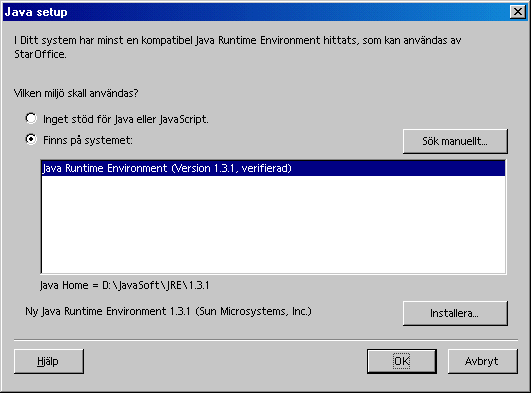 Java setup
I Ditt system har minst en kompatibel Java Runtime Environment hittats, som kan användas av
StarOffice.
Vilken miljö skall användas?
Inget stöd för Java eller JavaScript.
Finns på systemet:
Sök manuellt...
Java Runtime Environment (Version 1.3.1, verifierad)
Java Home = D:\JavaSoft\JRE\1.3.1
Ny Java Runtime Environment 1.3.1 (Sun Microsystems, Inc.)
Installera...
Hjälp
OK
Avbryt